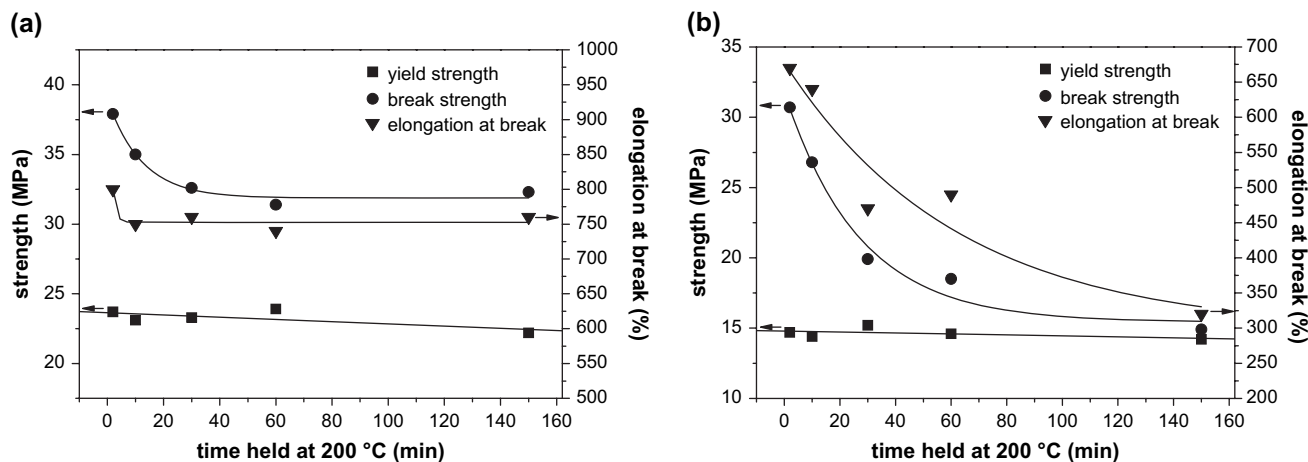 (a)
40
35
30
25
20
strength (MPa)
1000
950
900
850
800
750
700
650
600
550
500
elongation at break (%)
yield strength
break strength
elongation at break
0 20 40 60 80 100 120 140 160
time held at 200 °C (min)
(b)
35
30
25
20
15
10
strength (MPa)
700
650
600
550
500
450
400
350
300
250
200
elongation at break (%)
yield strength
break strength
elongation at break
0 20 40 60 80 100 120 140 160
time held at 200 °C (min)